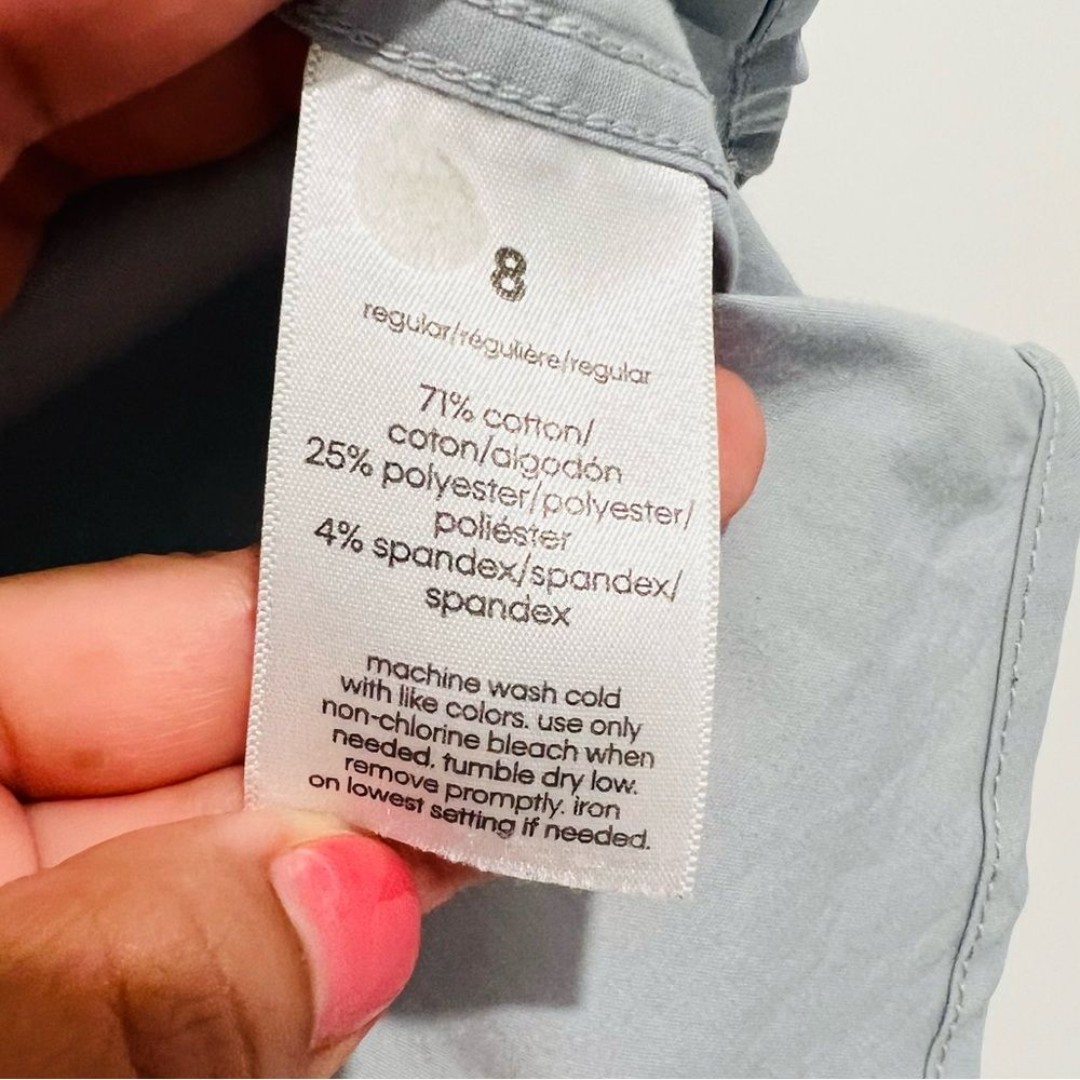 8
regular/régulière/regular
71% cotton/
coton/algodón
25% polyester/polyester/
poliéster
4% spandex/spandex/
spandex
machine wash cold
with like colors. use only
non-chlorine bleach when
needed. tumble dry low.
remove promptly. iron
on lowest setting if needed.